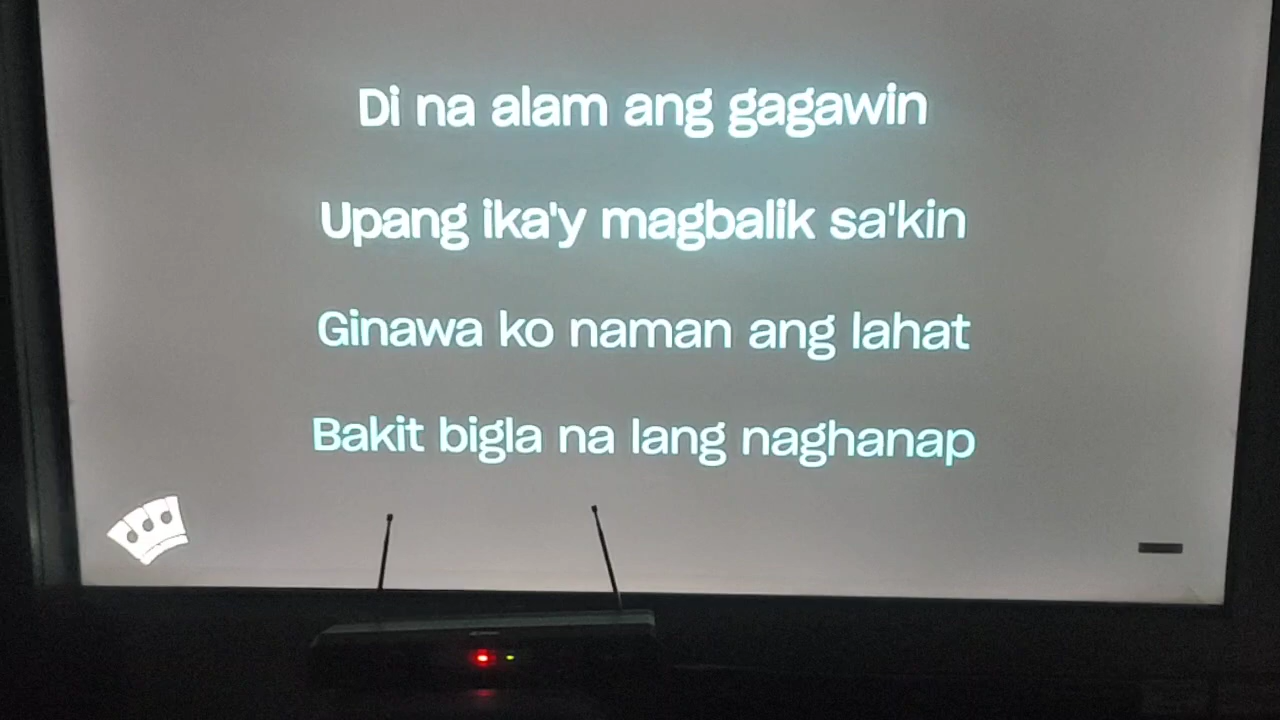 Di na alam ang gagawin
Upang ika'y magbalik sa'kin
Ginawa ko naman ang lahat
Bakit bigla na lang naghanap